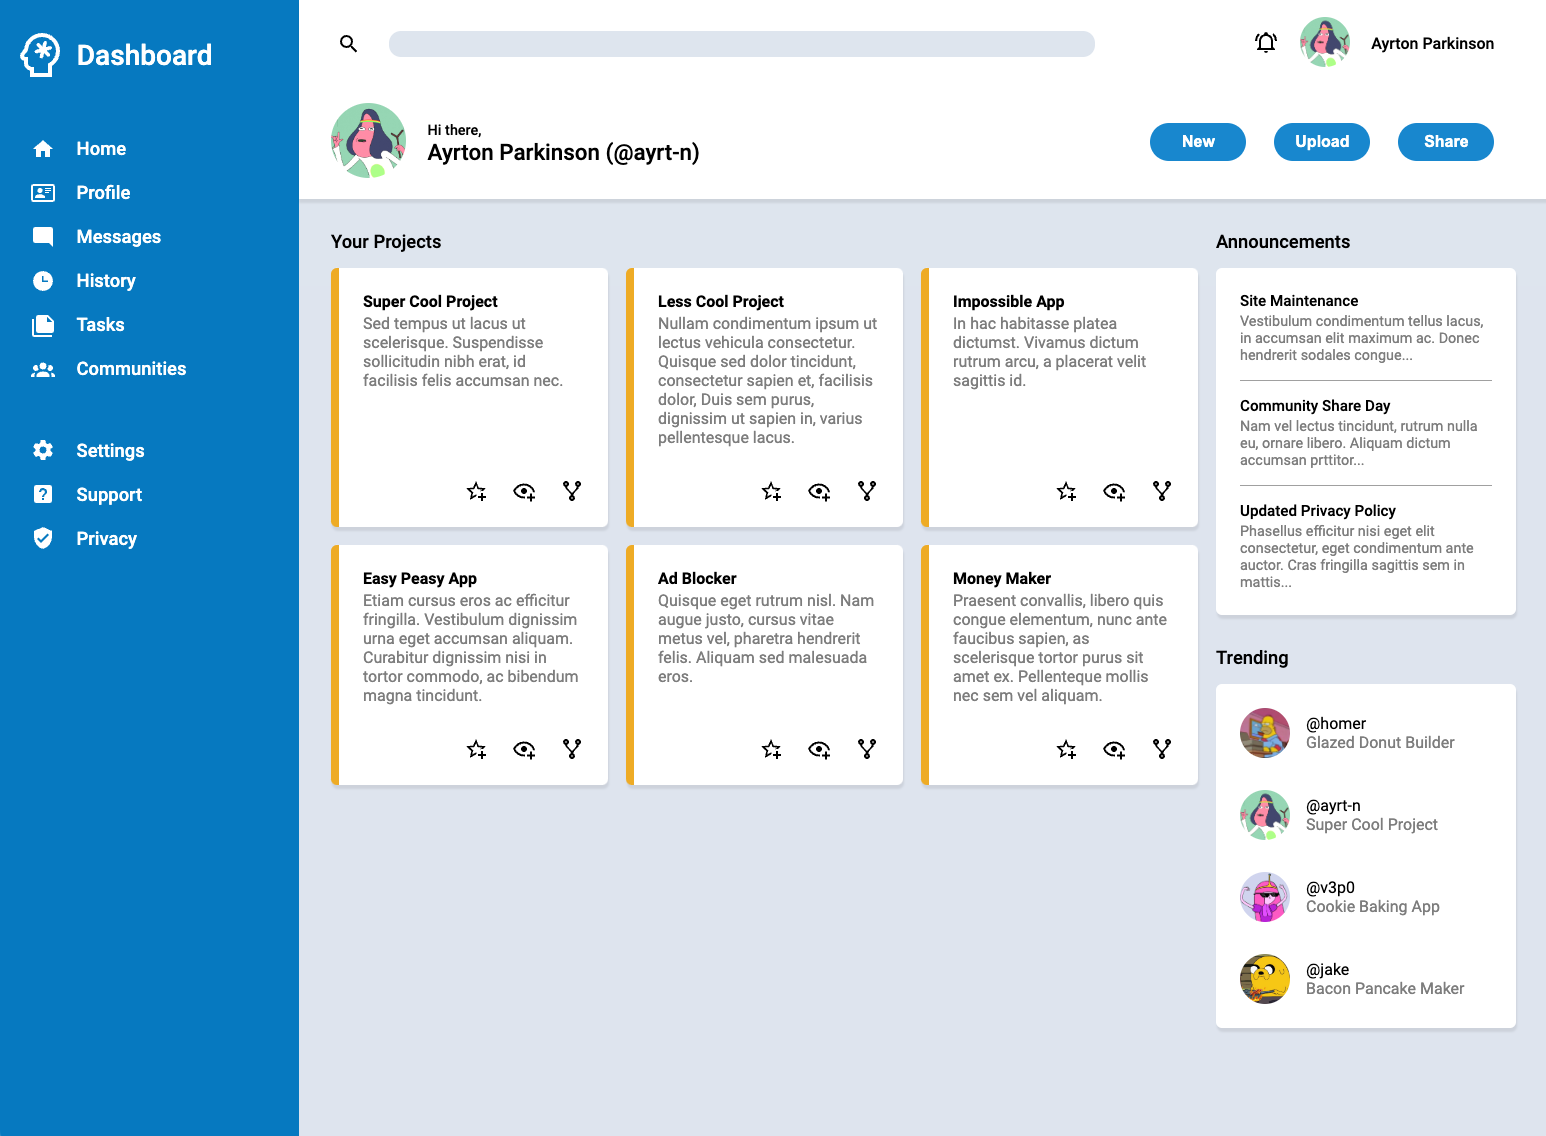 Dashboard
Home
Profile
Messages
History
Tasks
Communities
Settings
Support
Privacy
Ayrton Parkinson
Hi there,
Ayrton Parkinson (@ayrt-n)
New
Upload
Share
Your Projects
Super Cool Project
Sed tempus ut lacus ut
scelerisque. Suspendisse
sollicitudin nibh erat, id
facilisis felis accumsan nec.
Less Cool Project
Nullam condimentum ipsum ut
lectus vehicula consectetur.
Quisque sed dolor tincidunt,
consectetur sapien et, facilisis
dolor, Duis sem purus,
dignissim ut sapien in, varius
pellentesque lacus.
Impossible App
In hac habitasse platea
dictumst. Vivamus dictum
rutrum arcu, a placerat velit
sagittis id.
Easy Peasy App
Etiam cursus eros ac efficitur
fringilla. Vestibulum dignissim
urna eget accumsan aliquam.
Curabitur dignissim nisi in
tortor commodo, ac bibendum
magna tincidunt.
Ad Blocker
Quisque eget rutrum nisl. Nam
augue justo, cursus vitae
metus vel, pharetra hendrerit
felis. Aliquam sed malesuada
eros.
Money Maker
Praesent convallis, libero quis
congue elementum, nunc ante
faucibus sapien, as
scelerisque tortor purus sit
amet ex. Pellenteque mollis
nec sem vel aliquam.
Announcements
Site Maintenance
Vestibulum condimentum tellus lacus,
in accumsan elit maximum ac. Donec
hendrerit sodales congue...
Community Share Day
Nam vel lectus tincidunt, rutrum nulla
eu, ornare libero. Aliquam dictum
accumsan prttitor...
Updated Privacy Policy
Phasellus efficitur nisi eget elit
consectetur, eget condimentum ante
auctor. Cras fringilla sagittis sem in
mattis...
Trending
@homer
Glazed Donut Builder
@ayrt-n
Super Cool Project
@v3p0
Cookie Baking App
@jake
Bacon Pancake Maker